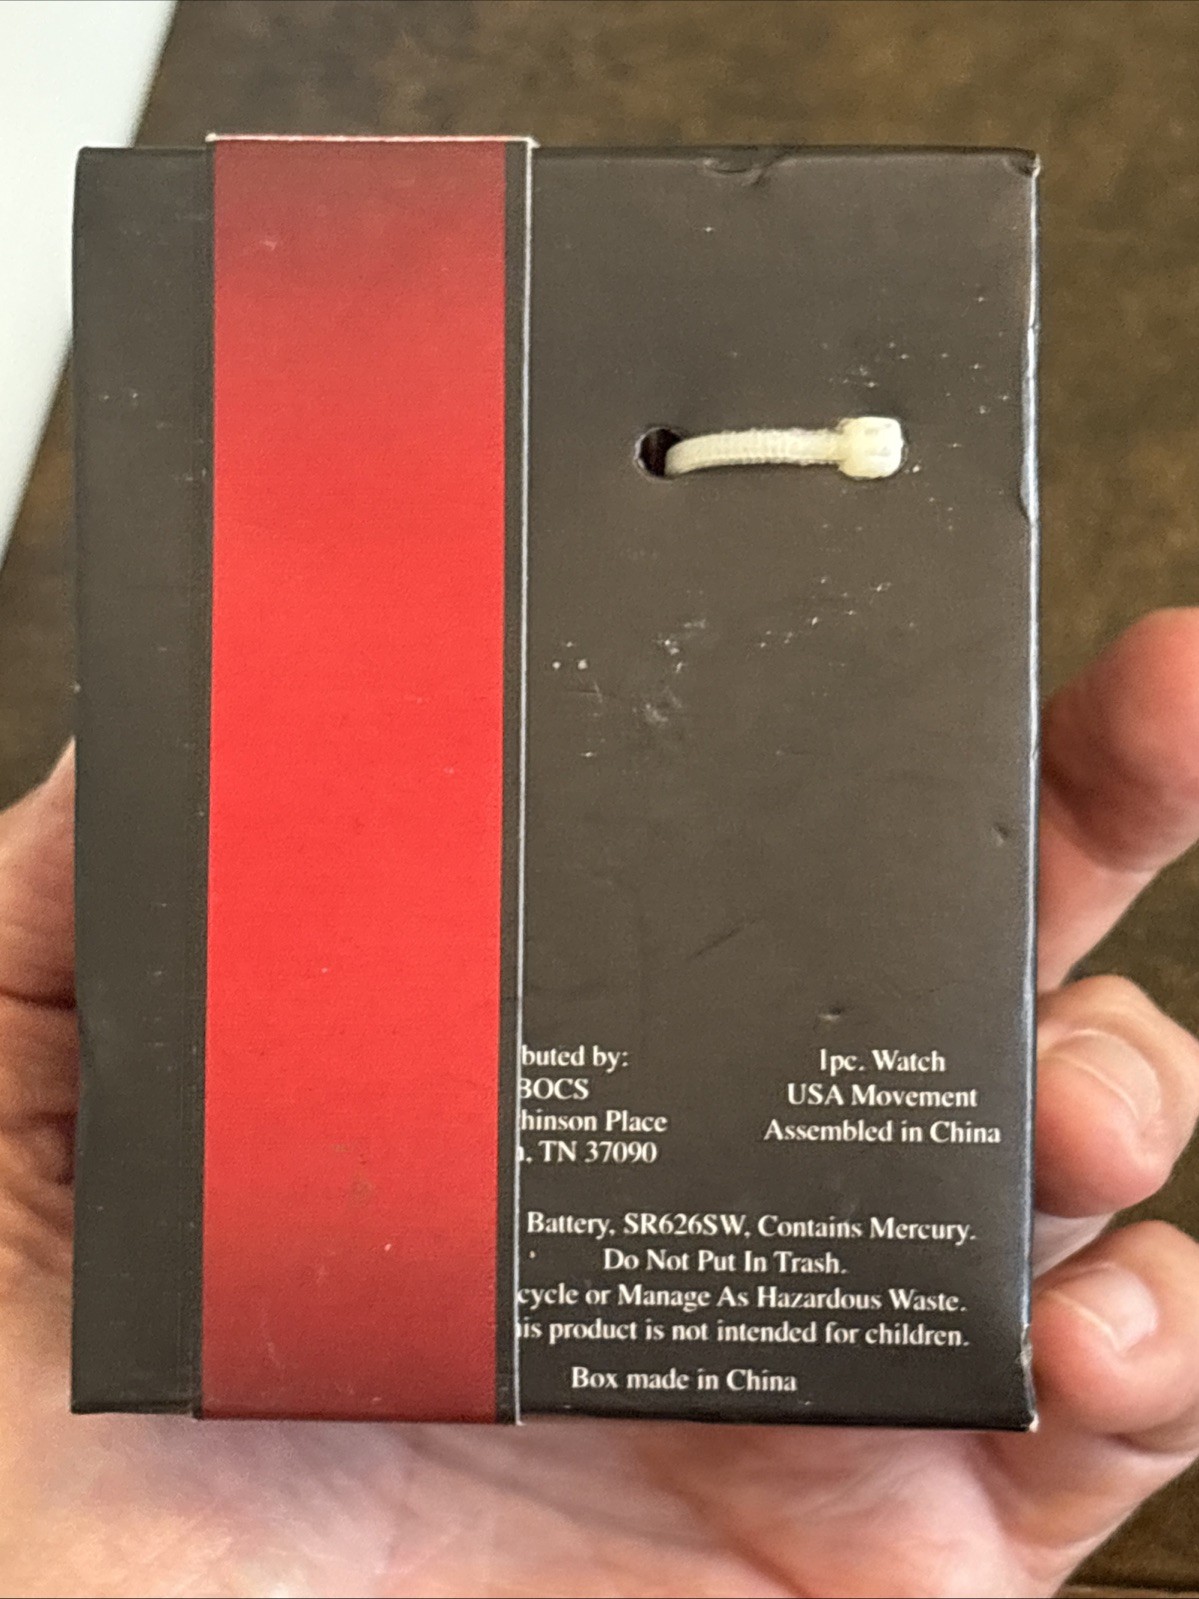 buted by:
BOCS
hinson Place
, TN 37090
1pc. Watch
USA Movement
Assembled in China
Battery, SR626SW, Contains Mercury.
Do Not Put In Trash.
cycle or Manage As Hazardous Waste.
is product is not intended for children.
Box made in China